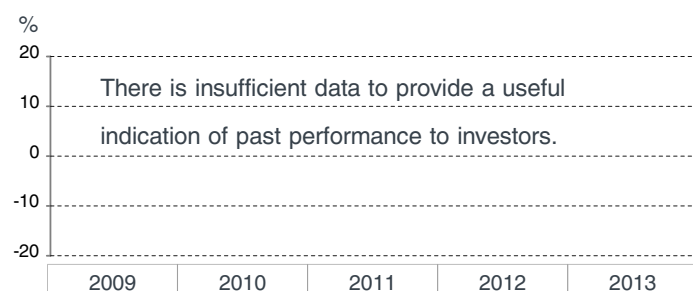 %
20
There is insufficient data to provide a useful
10
indication of past performance to investors.
0
-10
-20
2009 2010 2011 2012 2013